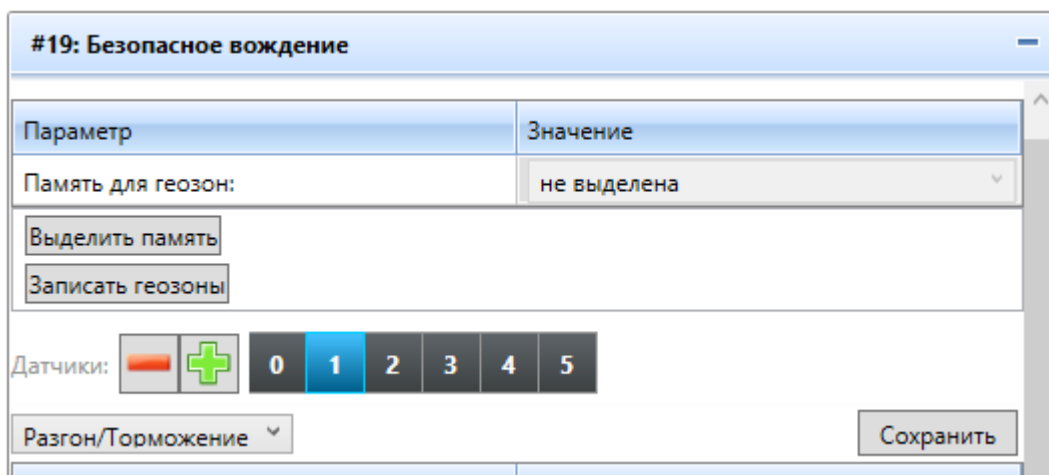 #19: Безопасное вождение
Параметр Значение
Память для геозон: не выделена
Выделить память
Записать геозоны
Датчики: 0 1 2 3 4 5
Разгон/Торможение Сохранить